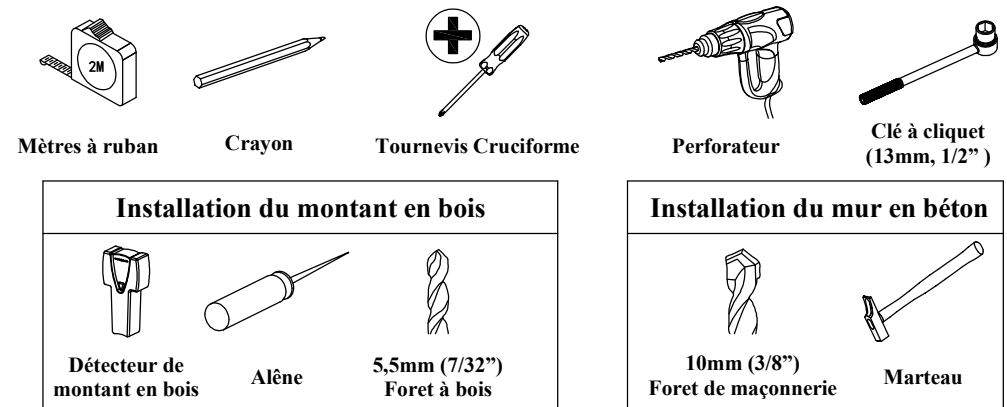 2M
Mètres à ruban
Crayon
Tournevis Cruciforme
Perforateur
Clé à cliquet
(13mm, 1/2” )
Installation du montant en bois
Détecteur de
montant en bois
Alêne
5,5mm (7/32”)
Foret à bois
Installation du mur en béton
10mm (3/8”)
Foret de maçonnerie
Marteau